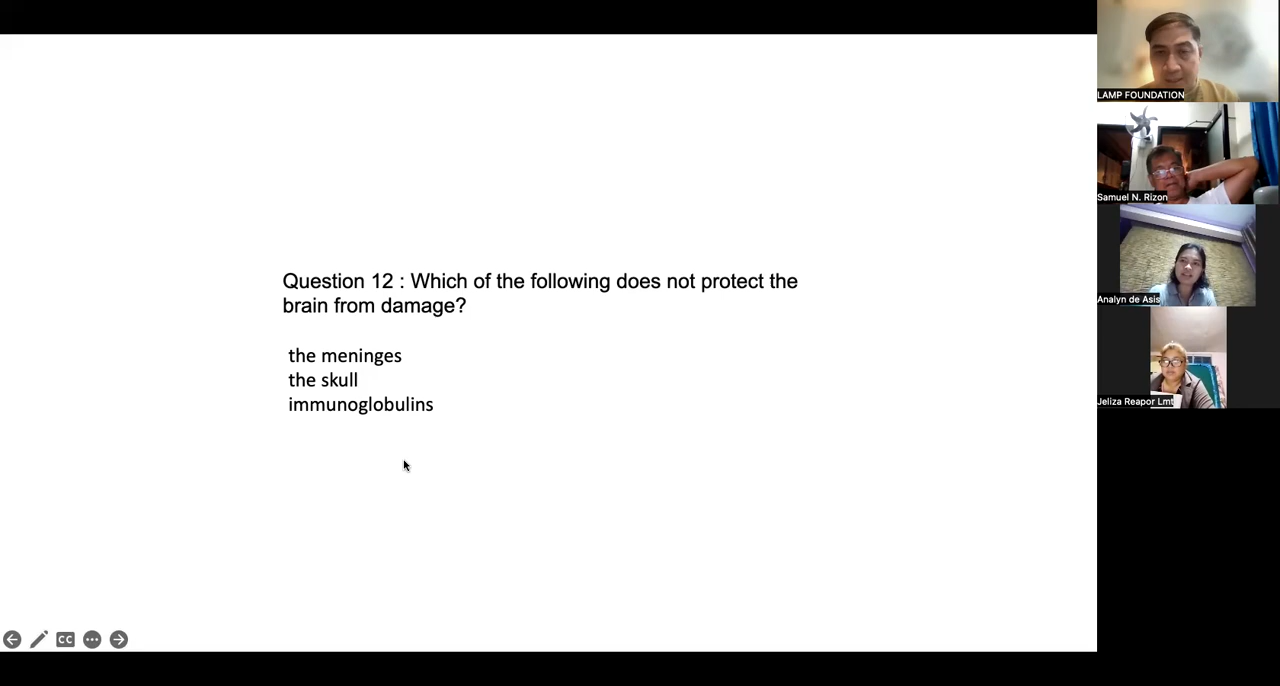 Question 12 : Which of the following does not protect the
brain from damage?
the meninges
the skull
immunoglobulins
LAMP FOUNDATION
Samuel N. Rizon
Analyn de Asis
Jeliza Reapor Lmt
CC